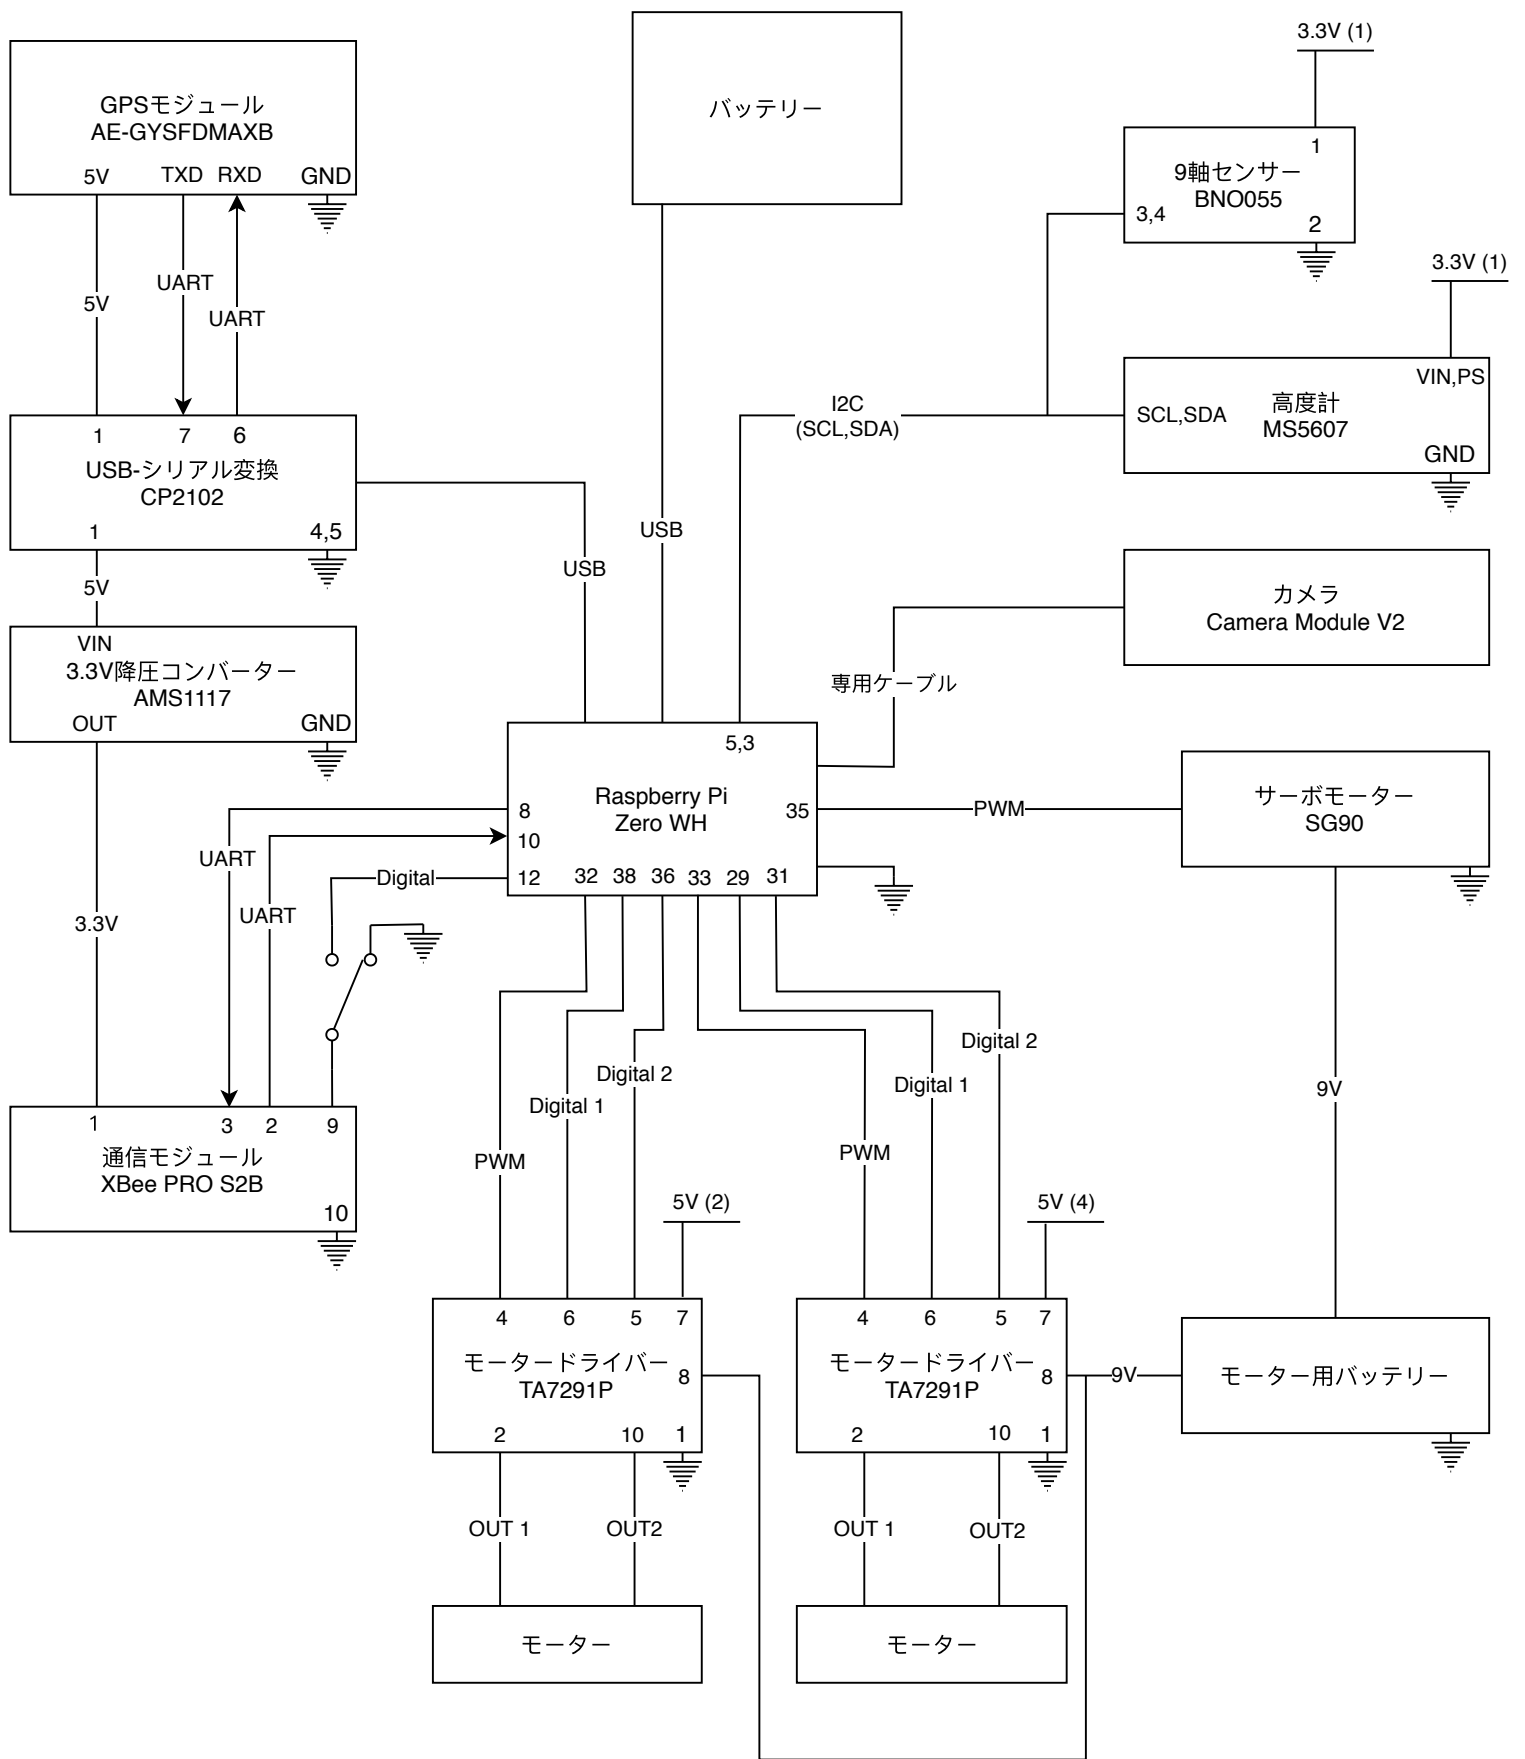 GPSモジュール
AE-GYSFDMAXB
5V
TXD
RXD
GND
バッテリー
3.3V (1)
1
9軸センサー
BNO055
3,4
2
3.3V (1)
5V
UART
UART
VIN,PS
高度計
MS5607
SCL,SDA
GND
I2C
(SCL,SDA)
1
7
6
USB-シリアル変換
CP2102
1
4,5
USB
USB
カメラ
Camera Module V2
専用ケーブル
5V
VIN
3.3V降圧コンバーター
AMS1117
OUT
GND
5,3
Raspberry Pi
Zero WH
8
10
12
35
32
38
36
33
29
31
PWM
サーボモーター
SG90
UART
UART
Digital
3.3V
9V
1
3
2
9
通信モジュール
XBee PRO S2B
10
PWM
Digital 1
Digital 2
PWM
Digital 1
Digital 2
5V (2)
5V (4)
4
6
5
7
モータードライバー
TA7291P
8
2
10
1
4
6
5
7
モータードライバー
TA7291P
8
2
10
1
9V
モーター用バッテリー
OUT 1
OUT2
OUT 1
OUT2
モーター
モーター